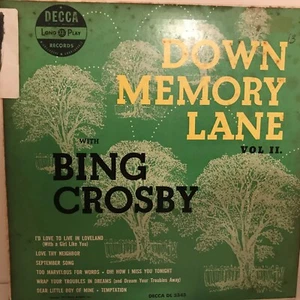 DECCA
LONG PLAY
RECORDS
DOWN
MEMORY
LANE
VOL II.
WITH
BING
CROSBY
I'D LOVE TO LIVE IN LOVELAND
(With a Girl Like You)
LOVE THY NEIGHBOR
SEPTEMBER SONG
TOO MARVELOUS FOR WORDS • OH! HOW I MISS YOU TONIGHT
WRAP YOUR TROUBLES IN DREAMS (and Dream Your Troubles Away)
DEAR LITTLE BOY OF MINE • TEMPTATION
DECCA DL